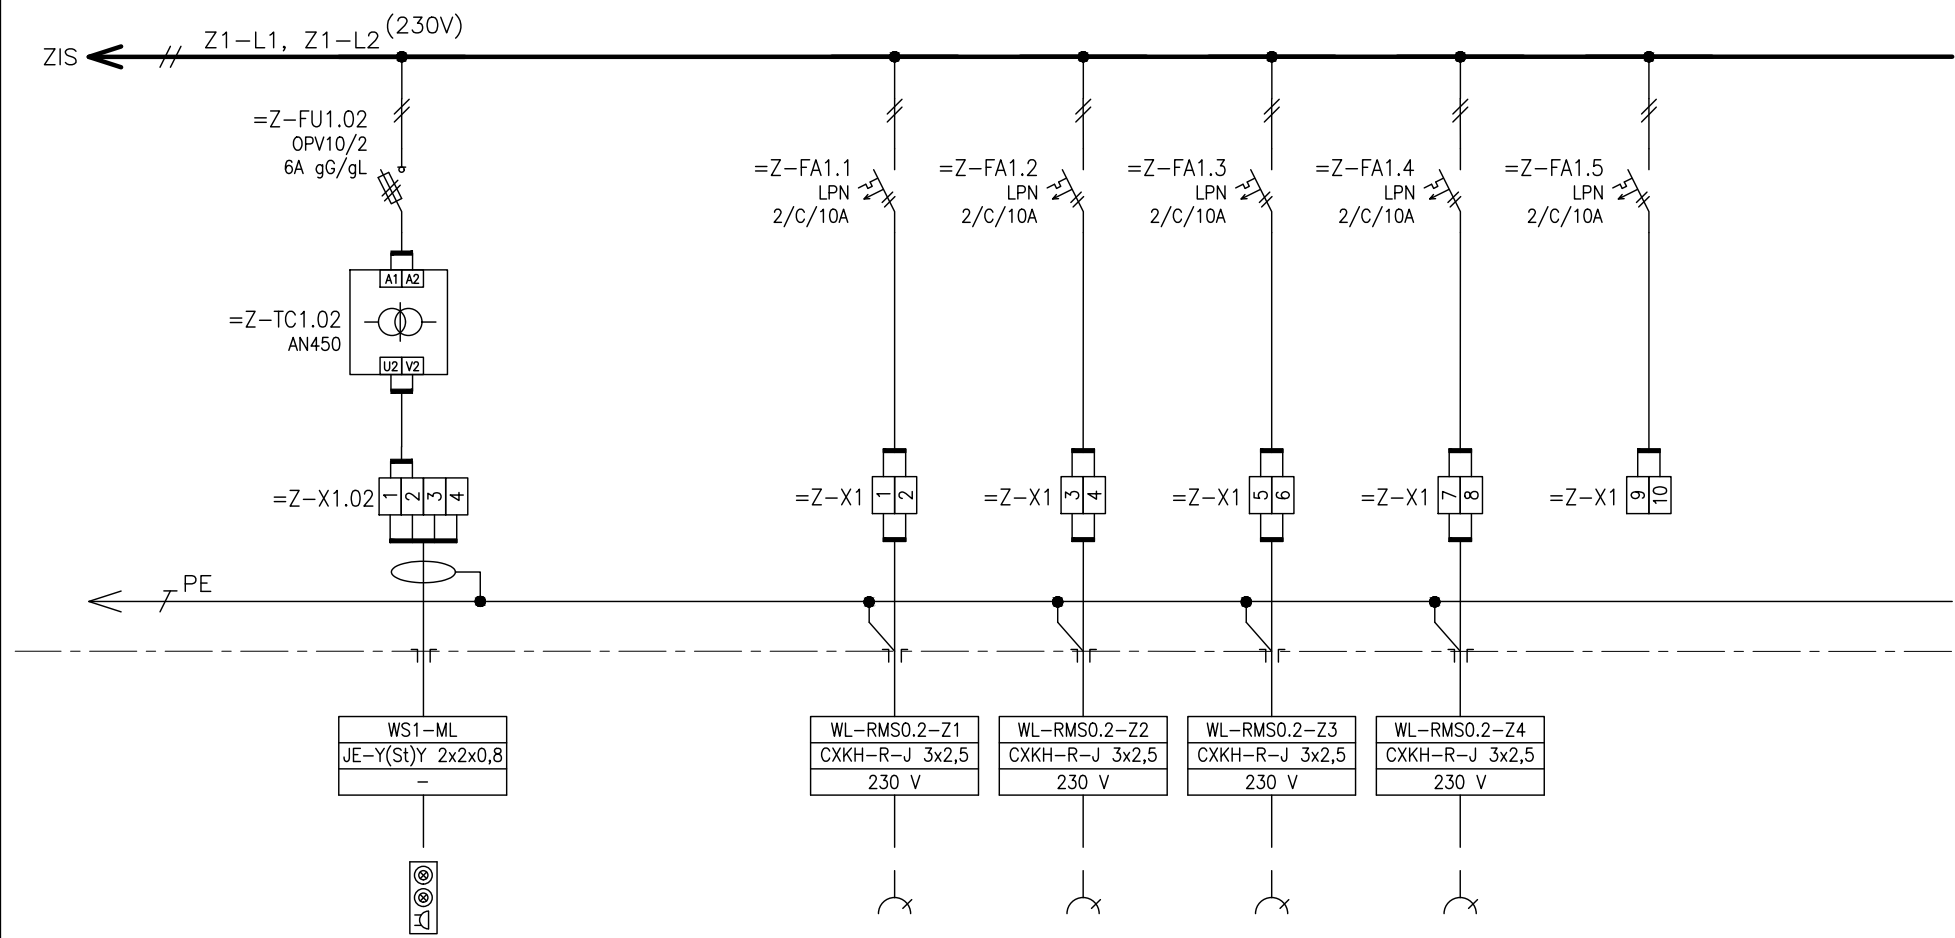 (230V)
Z1-L1, Z1-L2
ZIS
=Z-FU1.02
OPV10/2
6A gG/gL
=Z-FA1.1
LPN
2/C/10A
=Z-FA1.2
LPN
2/C/10A
=Z-FA1.3
LPN
2/C/10A
=Z-FA1.4
LPN
2/C/10A
=Z-FA1.5
LPN
2/C/10A
A1 A2
=Z-TC1.02
AN450
U2 V2
=Z-X1.02 1 2 3 4
=Z-X1 1 2
=Z-X1 3 4
=Z-X1 5 6
=Z-X1 7 8
=Z-X1 9 10
PE
WS1-ML
JE-Y(St)Y 2x2x0,8
-
WL-RMS0.2-Z1
CXKH-R-J 3x2,5
230 V
WL-RMS0.2-Z2
CXKH-R-J 3x2,5
230 V
WL-RMS0.2-Z3
CXKH-R-J 3x2,5
230 V
WL-RMS0.2-Z4
CXKH-R-J 3x2,5
230 V